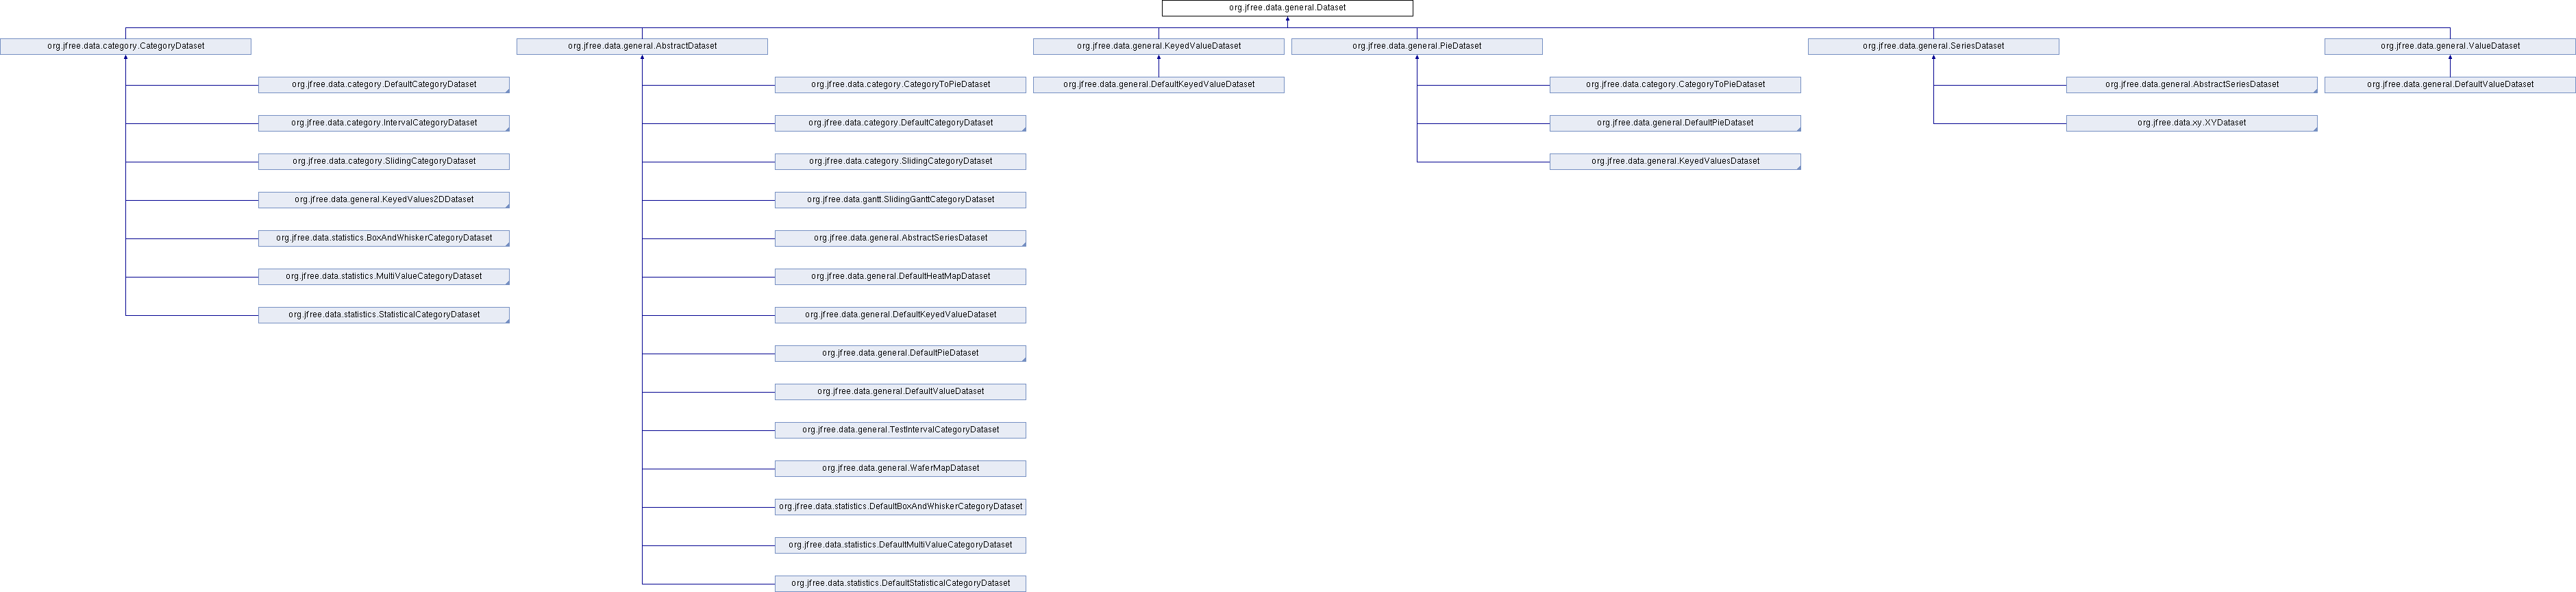 org.jfree.data.general.Dataset
org.jfree.data.category.CategoryDataset
org.jfree.data.general.AbstractDataset
org.jfree.data.general.KeyedValueDataset
org.jfree.data.general.PieDataset
org.jfree.data.general.SeriesDataset
org.jfree.data.general.ValueDataset
org.jfree.data.category.DefaultCategoryDataset
org.jfree.data.category.CategoryToPieDataset
org.jfree.data.general.DefaultKeyedValueDataset
org.jfree.data.category.CategoryToPieDataset
org.jfree.data.general.AbstractSeriesDataset
org.jfree.data.general.DefaultValueDataset
org.jfree.data.category.IntervalCategoryDataset
org.jfree.data.category.DefaultCategoryDataset
org.jfree.data.general.DefaultPieDataset
org.jfree.data.xy.XYDataset
org.jfree.data.category.SlidingCategoryDataset
org.jfree.data.category.SlidingCategoryDataset
org.jfree.data.general.KeyedValuesDataset
org.jfree.data.general.KeyedValues2DDataset
org.jfree.data.gantt.SlidingGanttCategoryDataset
org.jfree.data.statistics.BoxAndWhiskerCategoryDataset
org.jfree.data.general.AbstractSeriesDataset
org.jfree.data.statistics.MultiValueCategoryDataset
org.jfree.data.general.DefaultHeatMapDataset
org.jfree.data.statistics.StatisticalCategoryDataset
org.jfree.data.general.DefaultKeyedValueDataset
org.jfree.data.general.DefaultPieDataset
org.jfree.data.general.DefaultValueDataset
org.jfree.data.general.TestIntervalCategoryDataset
org.jfree.data.general.WaferMapDataset
org.jfree.data.statistics.DefaultBoxAndWhiskerCategoryDataset
org.jfree.data.statistics.DefaultMultiValueCategoryDataset
org.jfree.data.statistics.DefaultStatisticalCategoryDataset